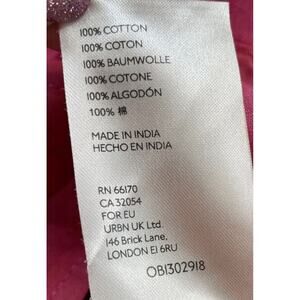 100% COTTON
100% COTON
100% BAUMWOLLE
100% COTONE
100% ALGODÓN
100% 棉
MADE IN INDIA
HECHO EN INDIA
RN 66170
CA 32054
FOR EU
URBN UK Ltd.
146 Brick Lane,
LONDON E1 6RU
OB1302918